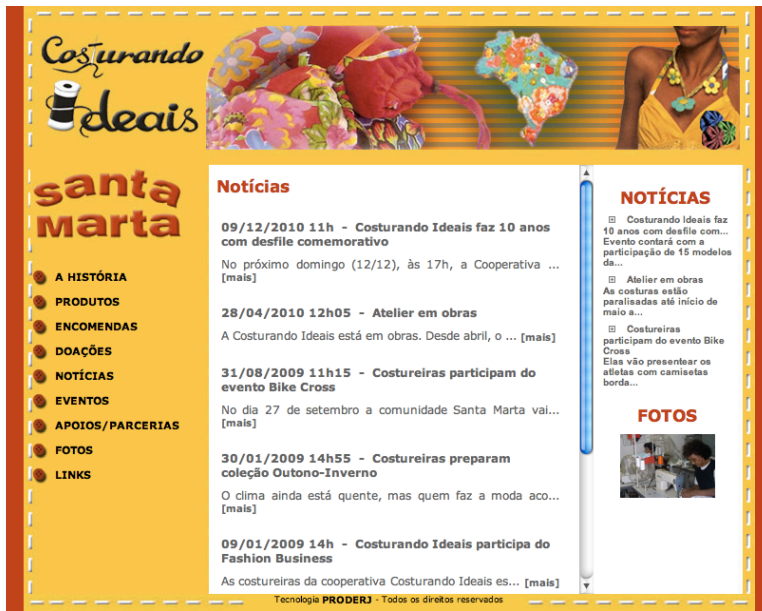 Costurando
Ideais
santa
marta
A HISTÓRIA
PRODUTOS
ENCOMENDAS
DOAÇÕES
NOTÍCIAS
EVENTOS
APOIOS/PARCERIAS
FOTOS
LINKS
Notícias
09/12/2010 11h - Costurando Ideais faz 10 anos
com desfile comemorativo
No próximo domingo (12/12), às 17h, a Cooperativa ...
[mais]
28/04/2010 12h05 - Atelier em obras
A Costurando Ideais está em obras. Desde abril, o ... [mais]
31/08/2009 11h15 - Costureiras participam do
evento Bike Cross
No dia 27 de setembro a comunidade Santa Marta vai...
[mais]
30/01/2009 14h55 - Costureiras preparam
coleção Outono-Inverno
O clima ainda está quente, mas quem faz a moda aco...
[mais]
09/01/2009 14h - Costurando Ideais participa do
Fashion Business
As costureiras da cooperativa Costurando Ideais es... [mais]
NOTÍCIAS
Costurando Ideais faz
10 anos com desfile com...
Evento contará com a
participação de 15 modelos
da...
Atelier em obras
As costuras estão
paralisadas até início de
maio a...
Costureiras
participam do evento Bike
Cross
Elas vão presentear os
atletas com camisetas
borda...
FOTOS
Tecnologia PRODERJ - Todos os direitos reservados